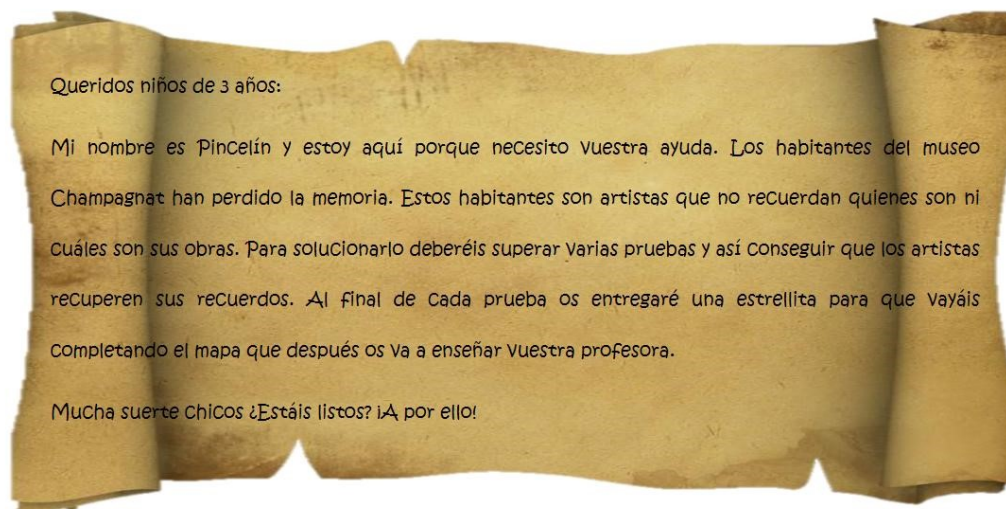 Queridos niños de 3 años:
Mi nombre es Pincelín y estoy aquí porque necesito vuestra ayuda. Los habitantes del museo
Champagnat han perdido la memoria. Estos habitantes son artistas que no recuerdan quienes son ni
cuáles son sus obras. Para solucionarlo deberéis superar varias pruebas y así conseguir que los artistas
recuperen sus recuerdos. Al final de cada prueba os entregaré una estrellita para que vayáis
completando el mapa que después os va a enseñar vuestra profesora.
Mucha suerte chicos ¿Estáis listos? ¡A por ello!